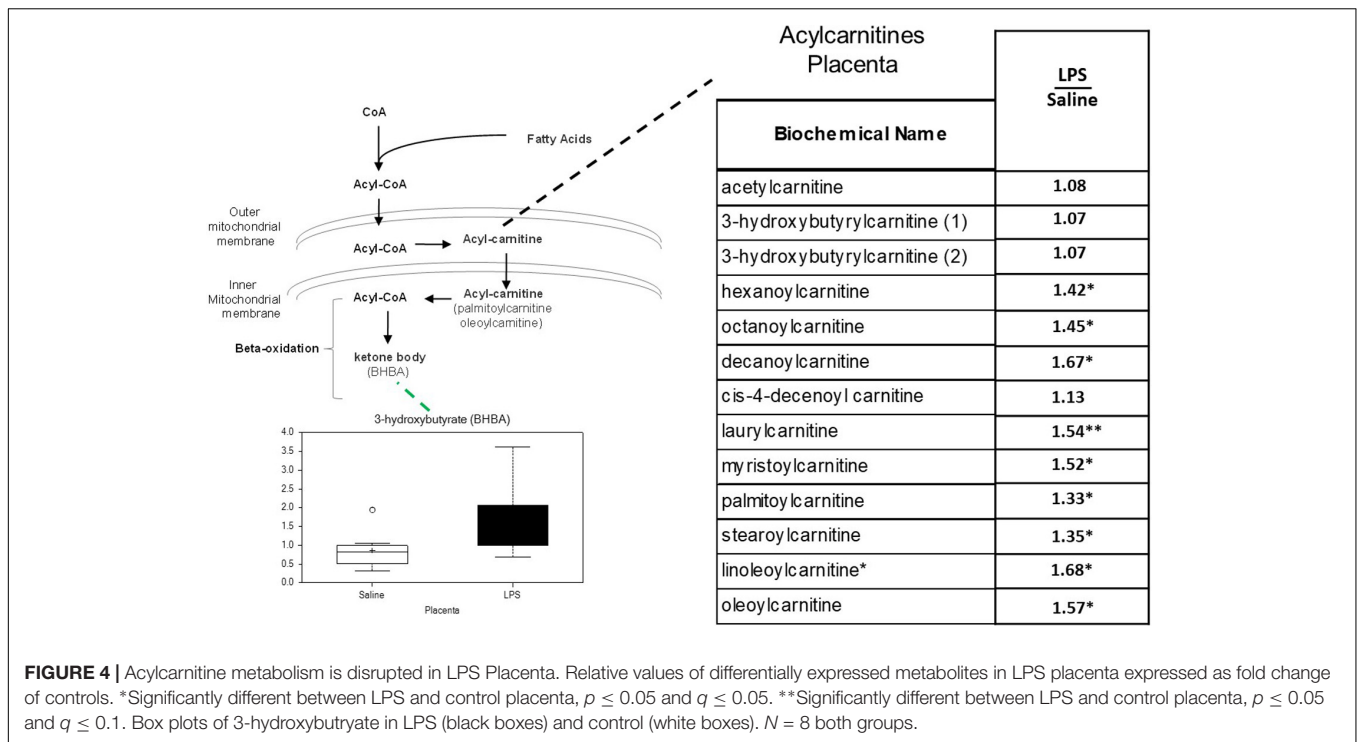 CoA
Fatty Acids
Acyl-CoA
Outer
mitochondrial
membrane
Acyl-CoA
Acyl-carnitine
Inner
Mitochondrial
membrane
Acyl-CoA
Acyl-carnitine
(palmitoylcarnitine
oleoylcarnitine)
Beta-oxidation
ketone body
(BHBA)
3-hydroxybutyrate (BHBA)
4.0
3.5
3.0
2.5
2.0
1.5
1.0
0.5
0.0
Saline
LPS
Placenta
Acylcarnitines
Placenta
LPS
Saline
Biochemical Name
acetylcarnitine 1.08
3-hydroxybutyrylcarnitine (1) 1.07
3-hydroxybutyrylcarnitine (2) 1.07
hexanoylcarnitine 1.42*
octanoylcarnitine 1.45*
decanoylcarnitine 1.67*
cis-4-decenoyl carnitine 1.13
laurylcarnitine 1.54**
myristoylcarnitine 1.52*
palmitoylcarnitine 1.33*
stearoylcarnitine 1.35*
linoleoylcarnitine* 1.68*
oleoylcarnitine 1.57*
FIGURE 4 | Acylcarnitine metabolism is disrupted in LPS Placenta. Relative values of differentially expressed metabolites in LPS placenta expressed as fold change
of controls. *Significantly different between LPS and control placenta, p ≤ 0.05 and q ≤ 0.05. **Significantly different between LPS and control placenta, p ≤ 0.05
and q ≤ 0.1. Box plots of 3-hydroxybutryate in LPS (black boxes) and control (white boxes). N = 8 both groups.